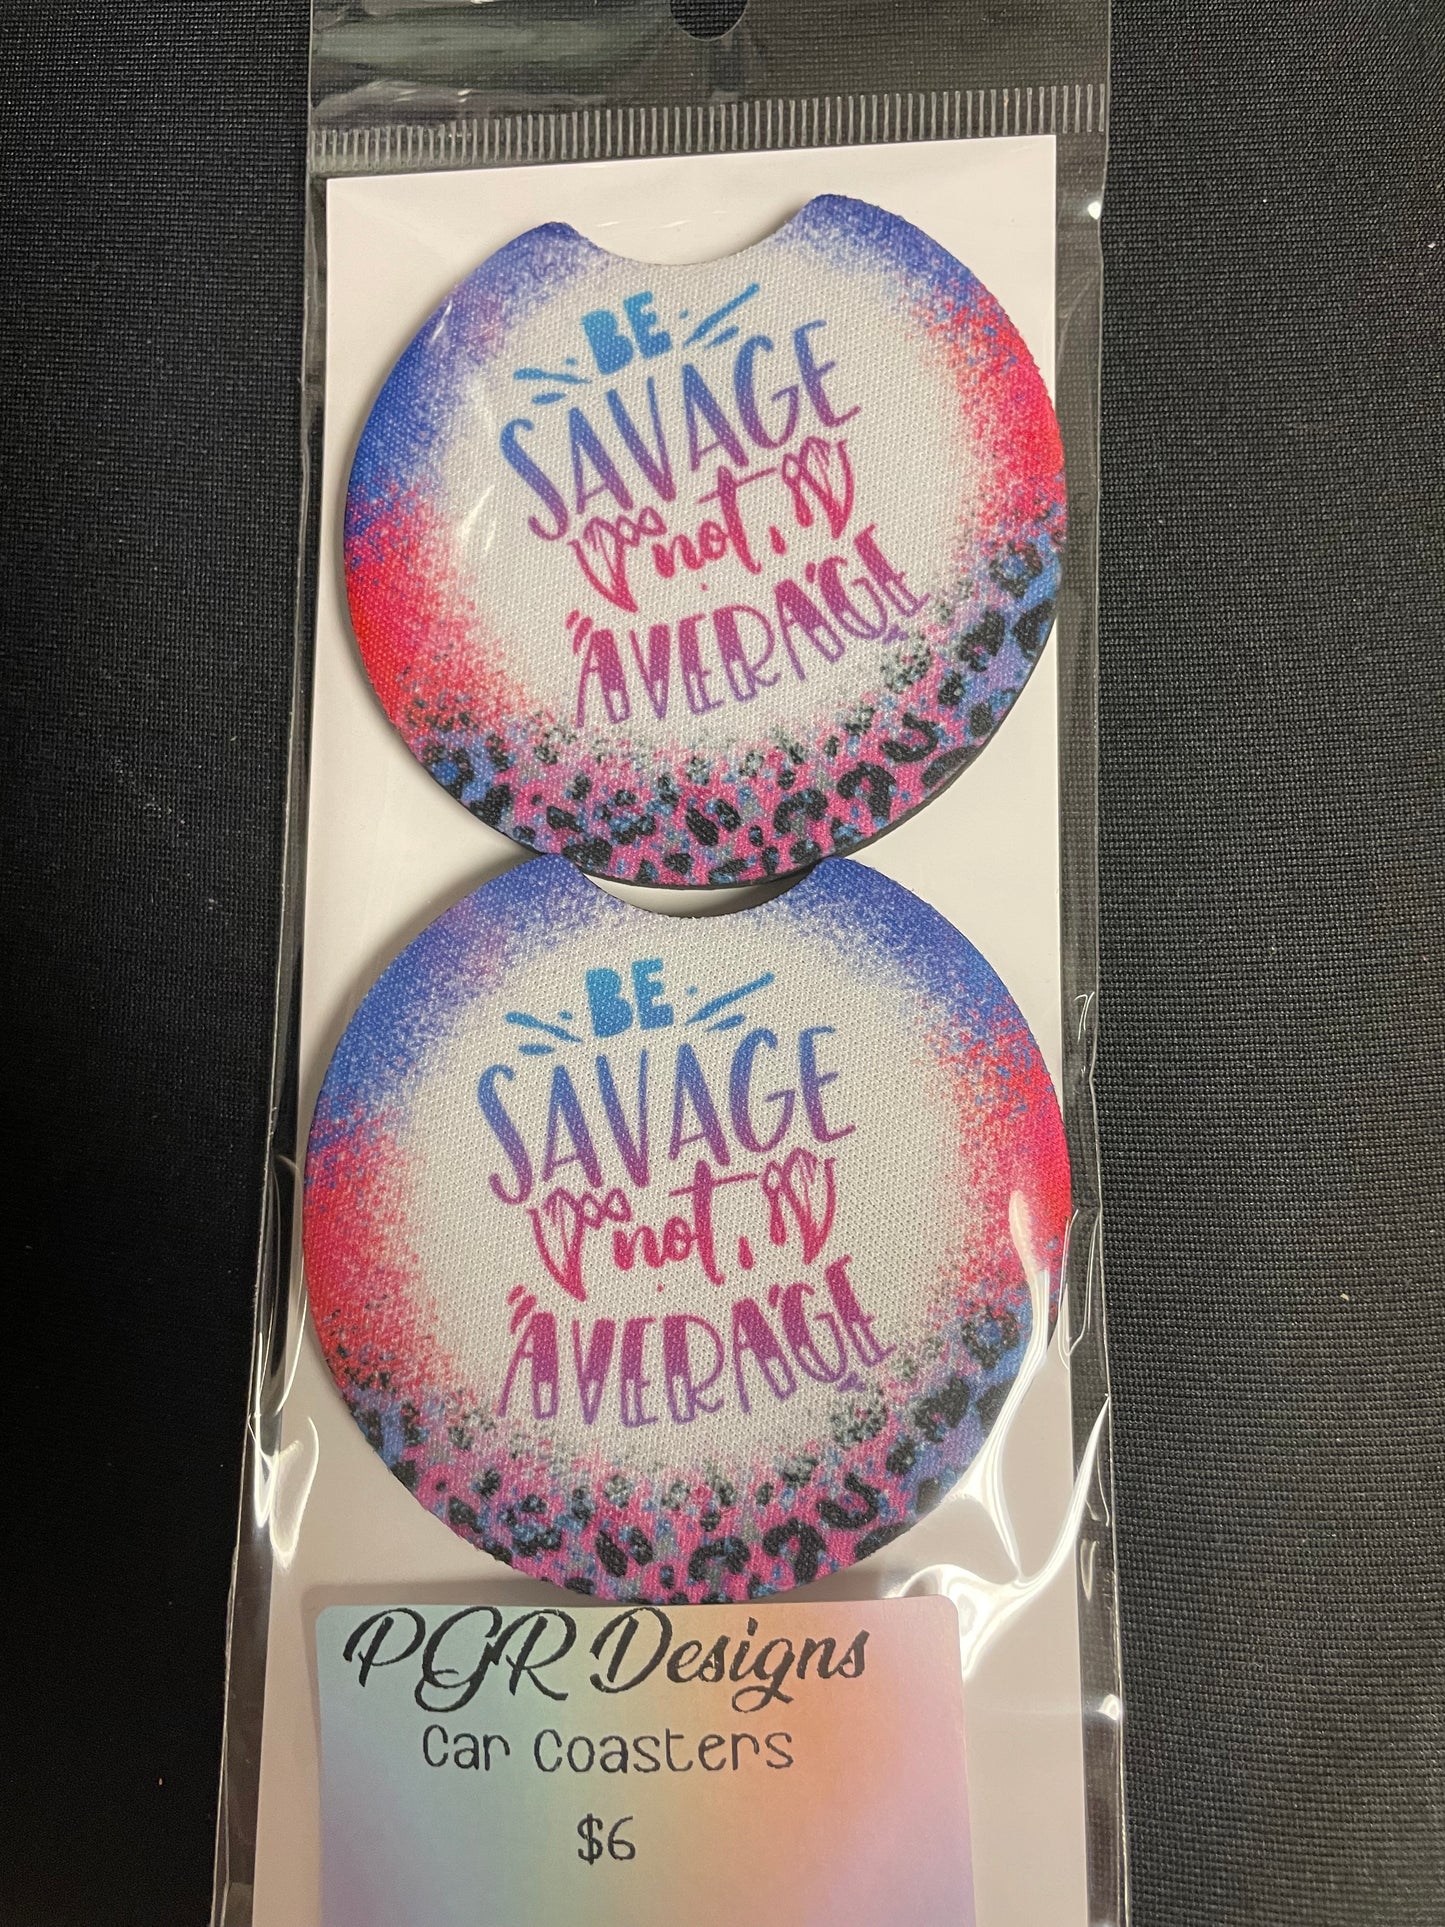 BE
SAVAGE
not
AVERAGE
BE
SAVAGE
not
AVERAGE
PGR Designs
Car Coasters
$6